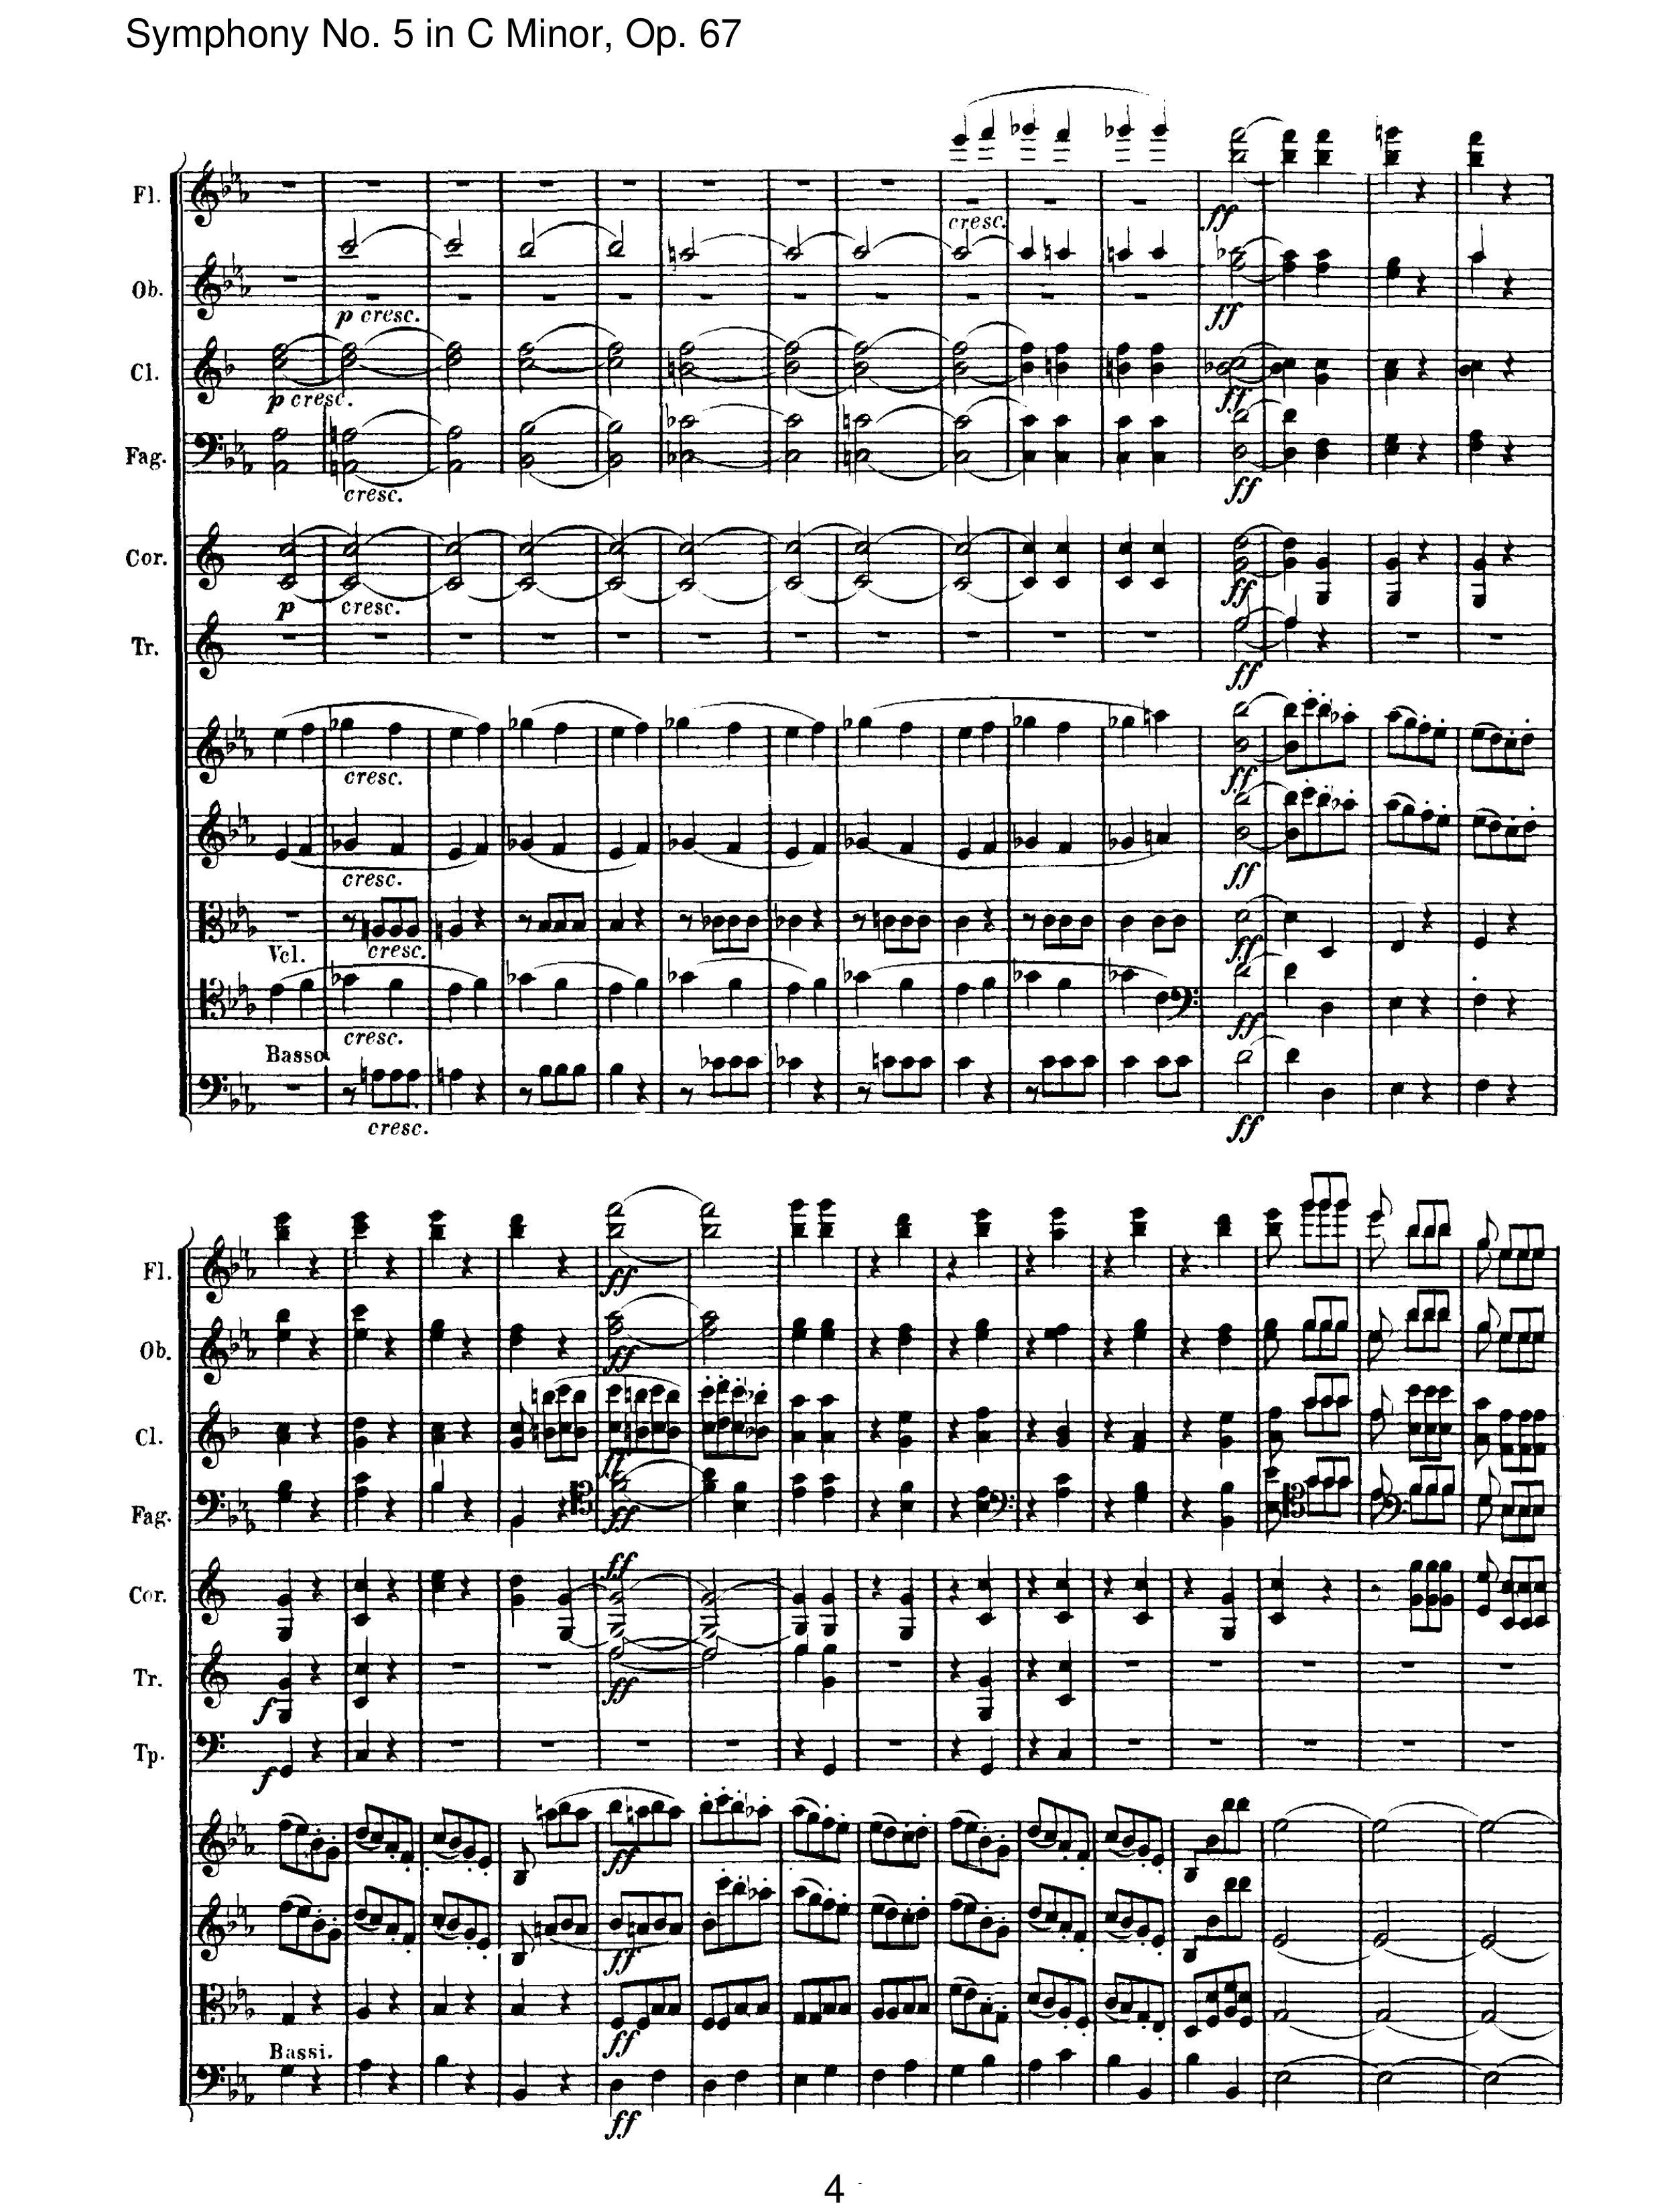 Symphony No. 5 in C Minor, Op. 67
Fl.
cresc.
ff
Ob.
p cresc.
ff
Cl.
p cresc.
ff
Fag.
cresc.
ff
Cor.
p
cresc.
ff
Tr.
ff
cresc.
ff
cresc.
ff
cresc.
ff
Vcl.
cresc.
ff
Basso
cresc.
ff
Fl.
ff
Ob.
ff
Cl.
ff
Fag.
ff
Cor.
ff
Tr.
f
ff
Tp.
f
ff
ff
ff
Bassi.
ff
4